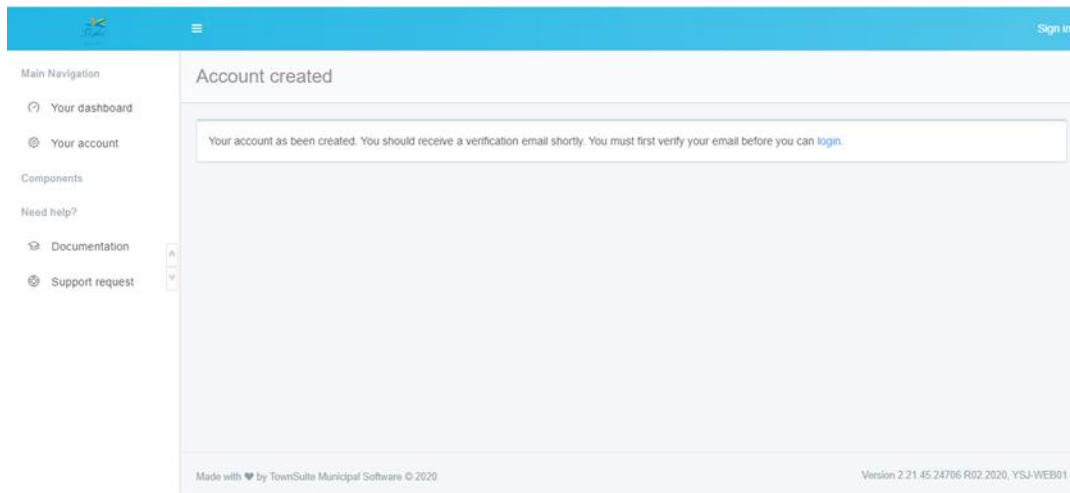 Sign in
Main Navigation
Account created
Your dashboard
Your account
Your account as been created. You should receive a verification email shortly. You must first verify your email before you can login.
Components
Need help?
Documentation
Support request
Made with ♥ by TownSuite Municipal Software © 2020
Version 2.21.45.24706 R02.2020, YSJ-WEB01